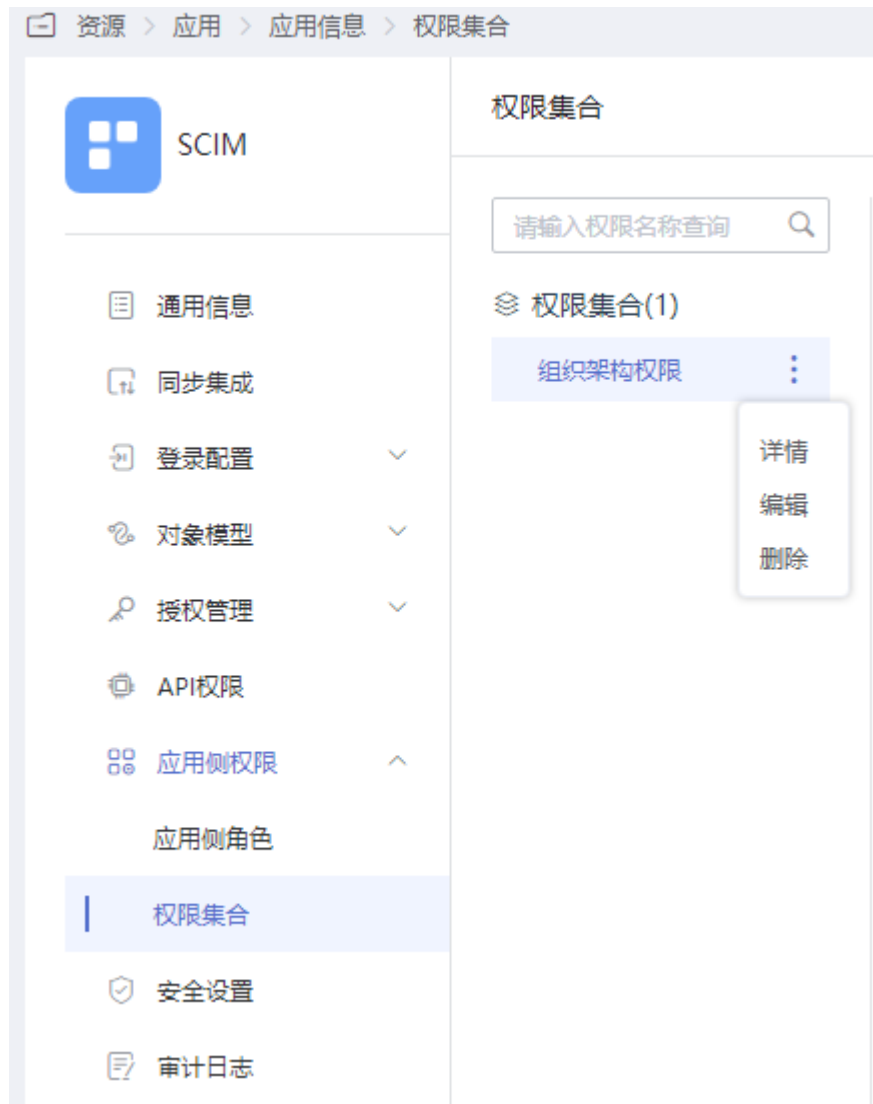 资源 > 应用 > 应用信息 > 权限集合
SCIM
通用信息
同步集成
登录配置
对象模型
授权管理
API权限
应用侧权限
应用侧角色
权限集合
安全设置
审计日志
权限集合
请输入权限名称查询
权限集合(1)
组织架构权限
详情
编辑
删除